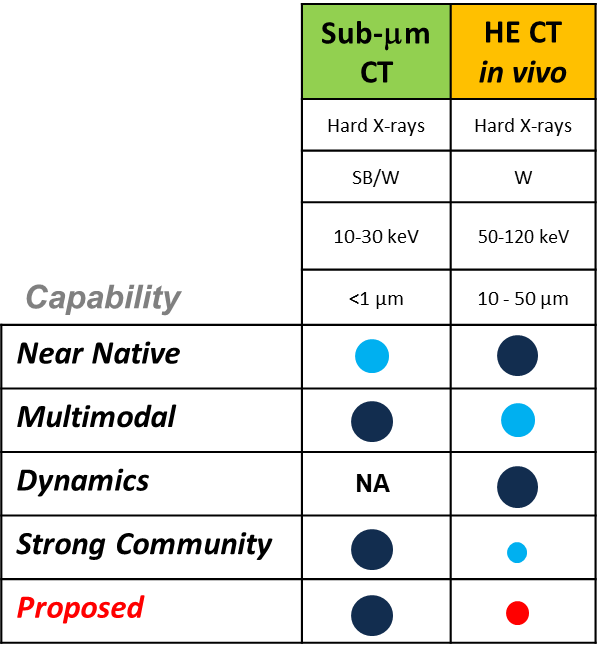 Sub-μm CT
HE CT in vivo
Hard X-rays
Hard X-rays
SB/W
W
10-30 keV
50-120 keV
Capability
<1 μm
10 - 50 μm
Near Native
Multimodal
Dynamics
NA
Strong Community
Proposed